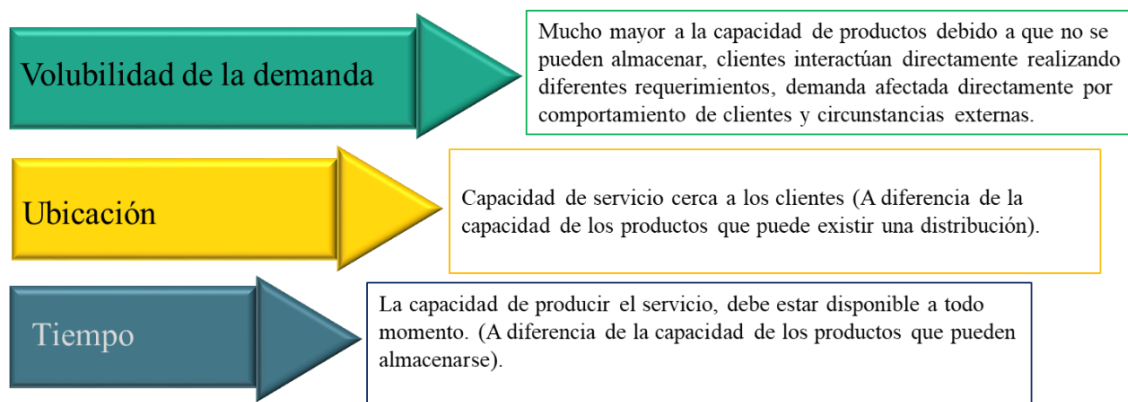 Volubilidad de la demanda
Mucho mayor a la capacidad de productos debido a que no se
pueden almacenar, clientes interactúan directamente realizando
diferentes requerimientos, demanda afectada directamente por
comportamiento de clientes y circunstancias externas.
Ubicación
Capacidad de servicio cerca a los clientes (A diferencia de la
capacidad de los productos que puede existir una distribución).
Tiempo
La capacidad de producir el servicio, debe estar disponible a todo
momento. (A diferencia de la capacidad de los productos que pueden
almacenarse).